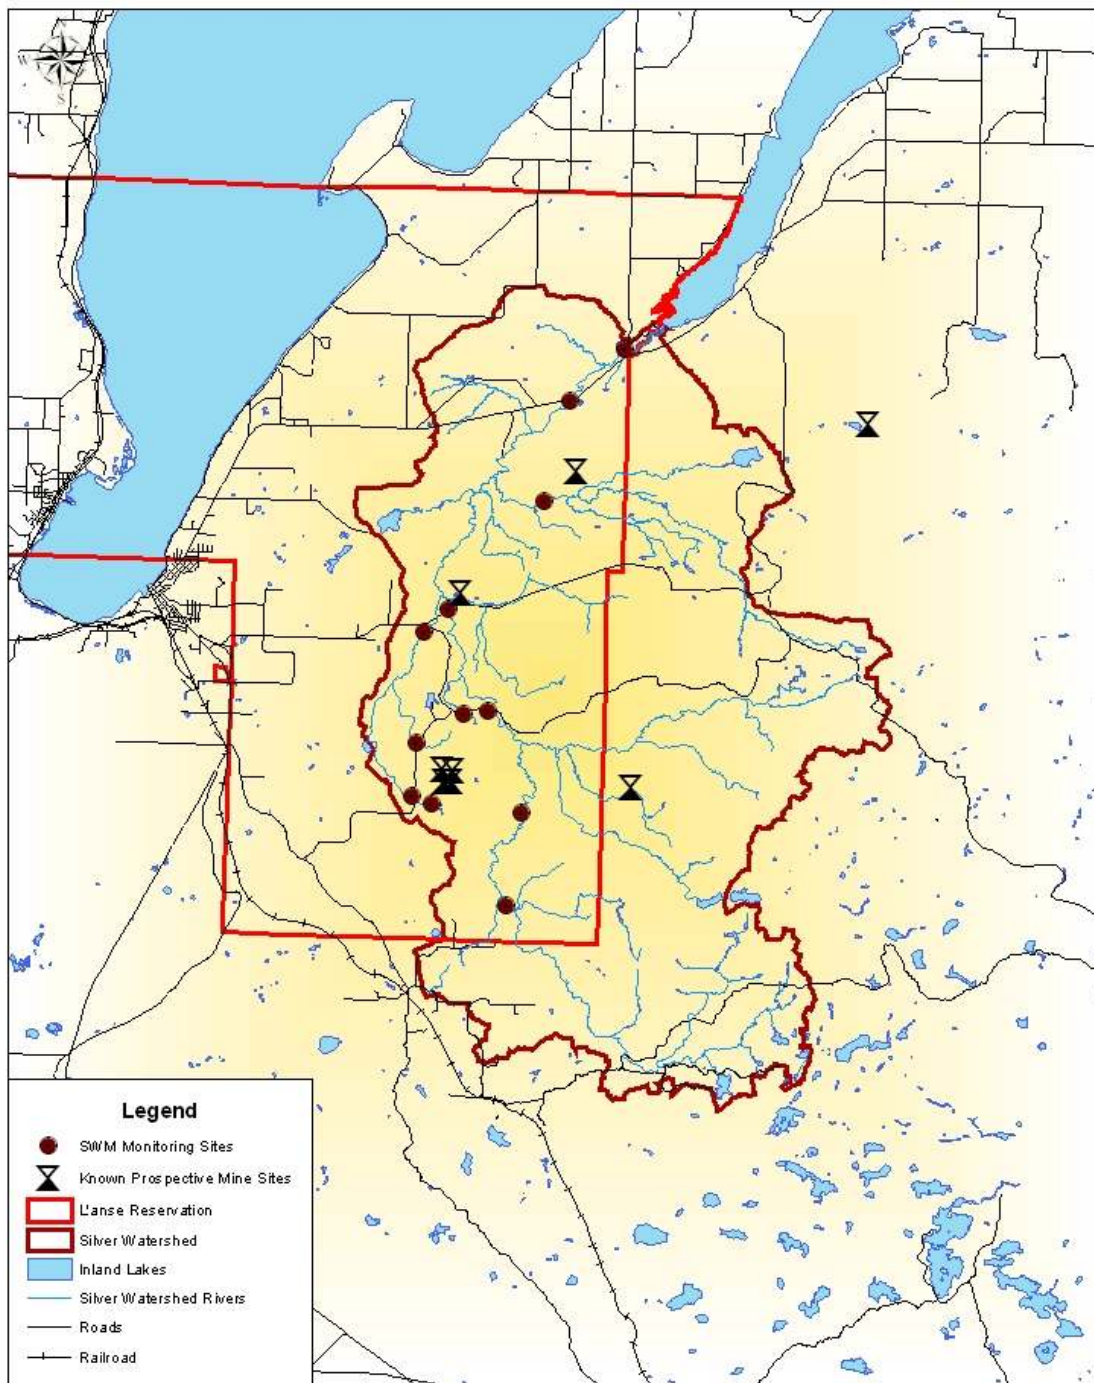 W
S
Legend
SWM Monitoring Sites
Known Prospective Mine Sites
L'anse Reservation
Silver Watershed
Inland Lakes
Silver Watershed Rivers
Roads
Railroad